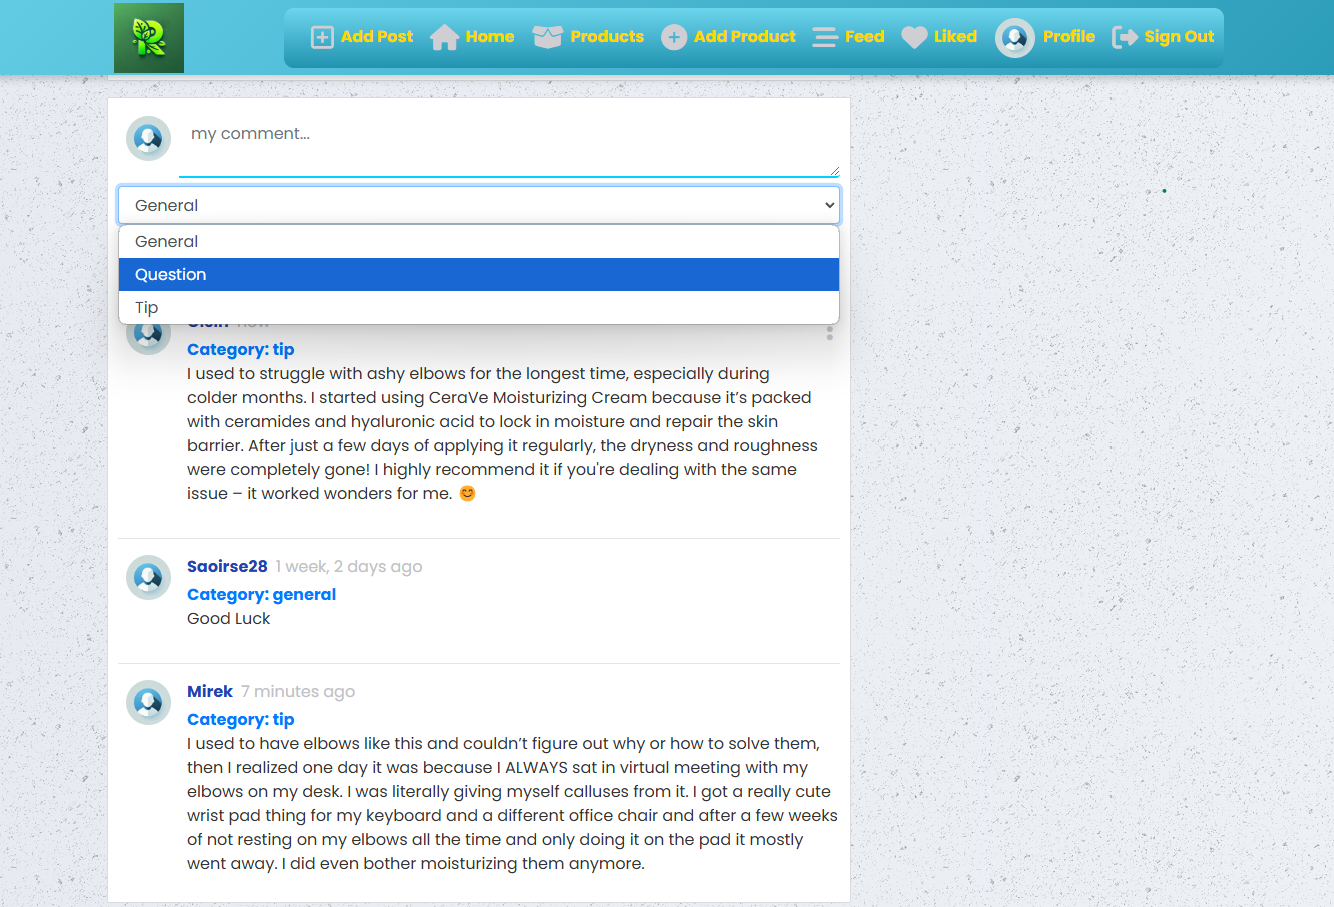 Add Post Home Products Add Product Feed Liked Profile Sign Out
my comment...
General
General
Question
Tip
now
Category: tip
I used to struggle with ashy elbows for the longest time, especially during
colder months. I started using CeraVe Moisturizing Cream because it’s packed
with ceramides and hyaluronic acid to lock in moisture and repair the skin
barrier. After just a few days of applying it regularly, the dryness and roughness
were completely gone! I highly recommend it if you're dealing with the same
issue – it worked wonders for me. 😊
Saoirse28 1 week, 2 days ago
Category: general
Good Luck
Mirek 7 minutes ago
Category: tip
I used to have elbows like this and couldn’t figure out why or how to solve them,
then I realized one day it was because I ALWAYS sat in virtual meeting with my
elbows on my desk. I was literally giving myself calluses from it. I got a really cute
wrist pad thing for my keyboard and a different office chair and after a few weeks
of not resting on my elbows all the time and only doing it on the pad it mostly
went away. I did even bother moisturizing them anymore.